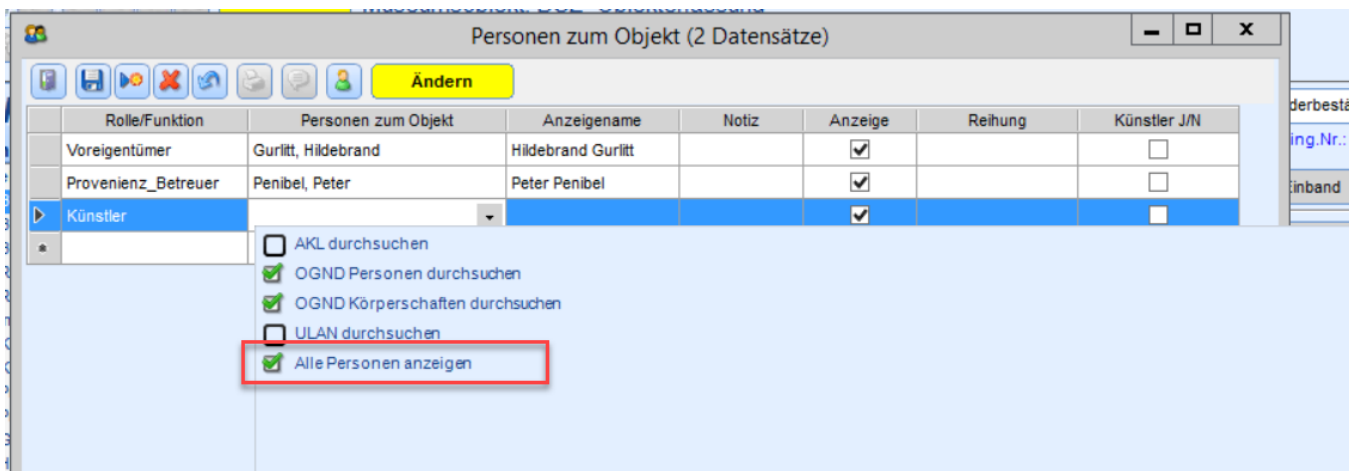 Personen zum Objekt (2 Datensätze)
Ändern
Rolle/Funktion Personen zum Objekt Anzeigename Notiz Anzeige Reihung Künstler J/N
Voreigentümer Gurlitt, Hildebrand Hildebrand Gurlitt
Provenienz_Betreuer Penibel, Peter Peter Penibel
Künstler
AKL durchsuchen
OGND Personen durchsuchen
OGND Körperschaften durchsuchen
ULAN durchsuchen
Alle Personen anzeigen
ing.Nr.: